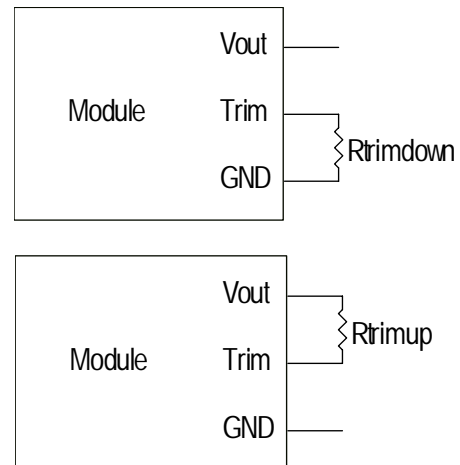 Vout
Module Trim
Rtrimdown
GND
Vout
Rtrimup
Module Trim
GND